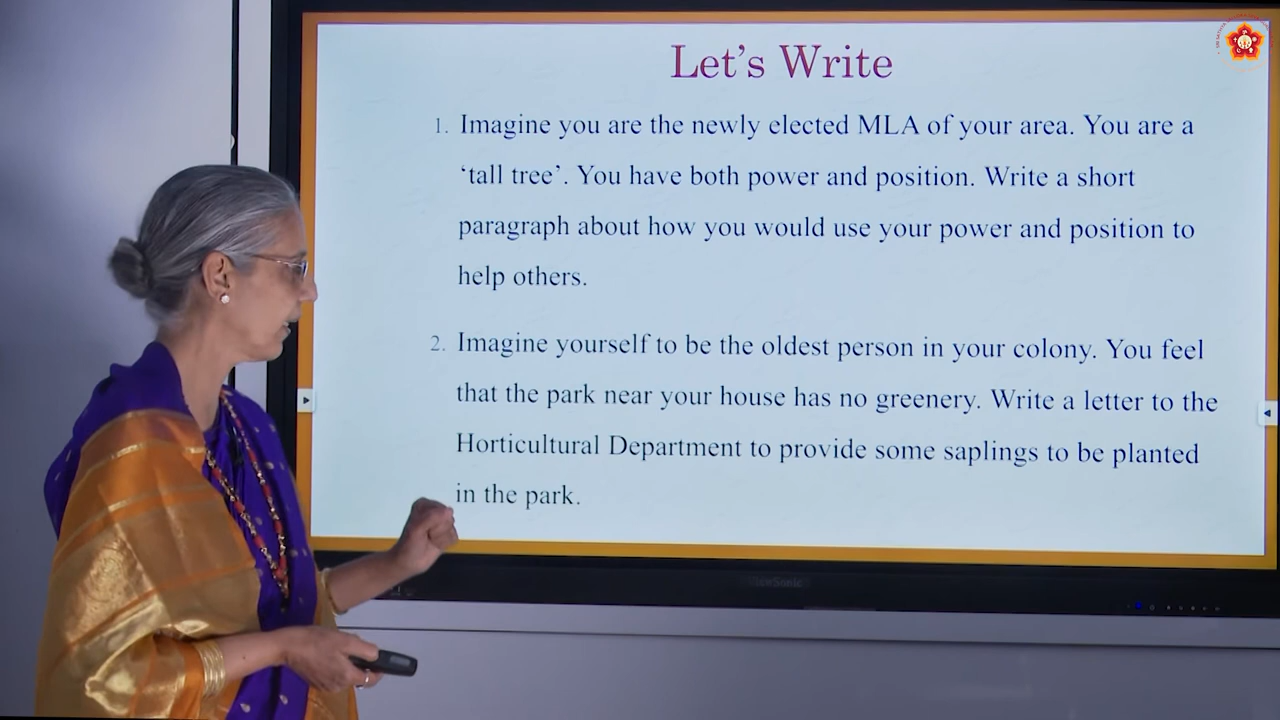 Let's Write
1. Imagine you are the newly elected MLA of your area. You are a
‘tall tree’. You have both power and position. Write a short
paragraph about how you would use your power and position to
help others.
2. Imagine yourself to be the oldest person in your colony. You feel
that the park near your house has no greenery. Write a letter to the
Horticultural Department to provide some saplings to be planted
in the park.
ViewSonic